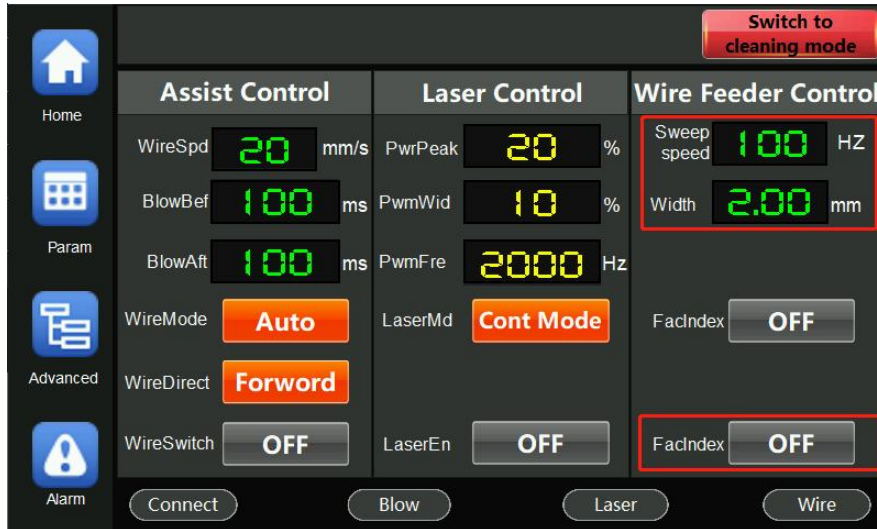 Switch to
cleaning mode
Home
Param
Advanced
Alarm
Assist Control
WireSpd 20 mm/s
BlowBef 100 ms
BlowAft 100 ms
WireMode Auto
WireDirect Forword
WireSwitch OFF
Laser Control
PwrPeak 20 %
PwmWid 10 %
PwmFre 2000 Hz
LaserMd Cont Mode
LaserEn OFF
Wire Feeder Control
Sweep
speed 100 HZ
Width 2.00 mm
FacIndex OFF
FacIndex OFF
Connect
Blow
Laser
Wire